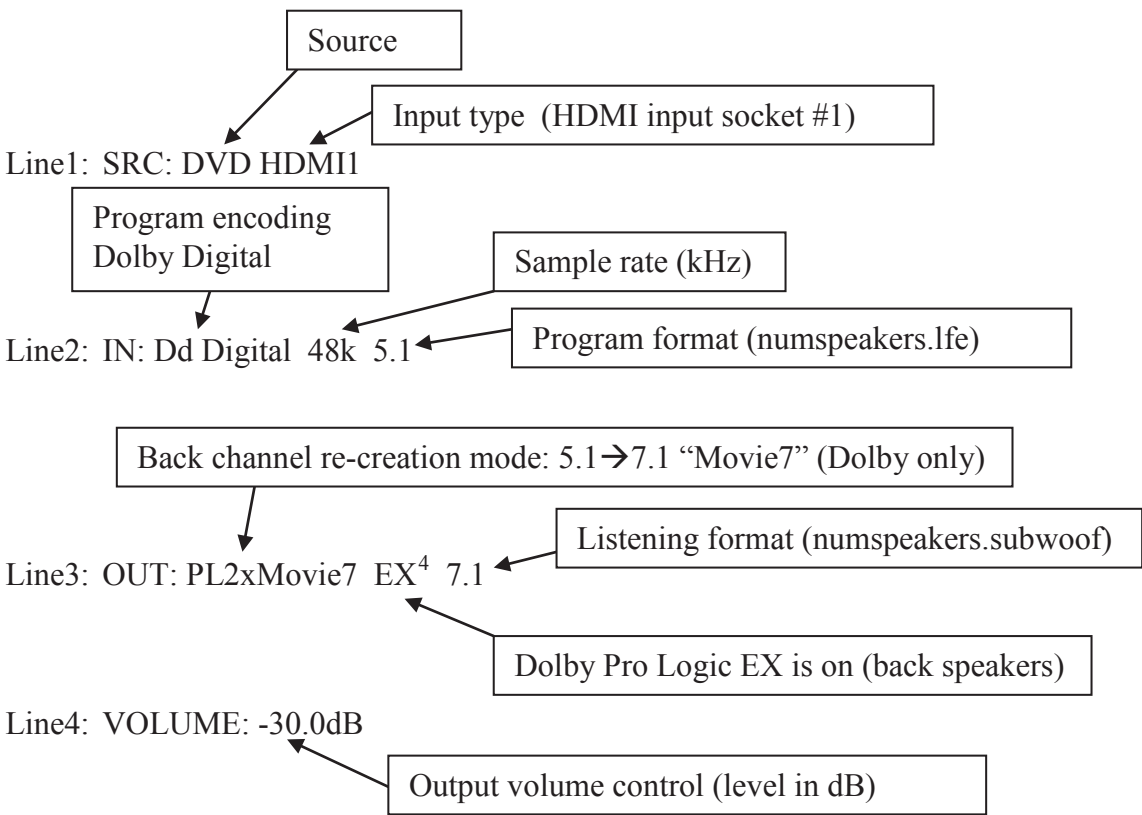 Source
Input type (HDMI input socket #1)
Line1: SRC: DVD HDMI1
Program encoding
Dolby Digital
Sample rate (kHz)
Program format (numspeakers.lfe)
Line2: IN: Dd Digital 48k 5.1
Back channel re-creation mode: 5.1→7.1 “Movie7” (Dolby only)
Listening format (numspeakers.subwoof)
Line3: OUT: PL2xMovie7 EX⁴ 7.1
Dolby Pro Logic EX is on (back speakers)
Line4: VOLUME: -30.0dB
Output volume control (level in dB)